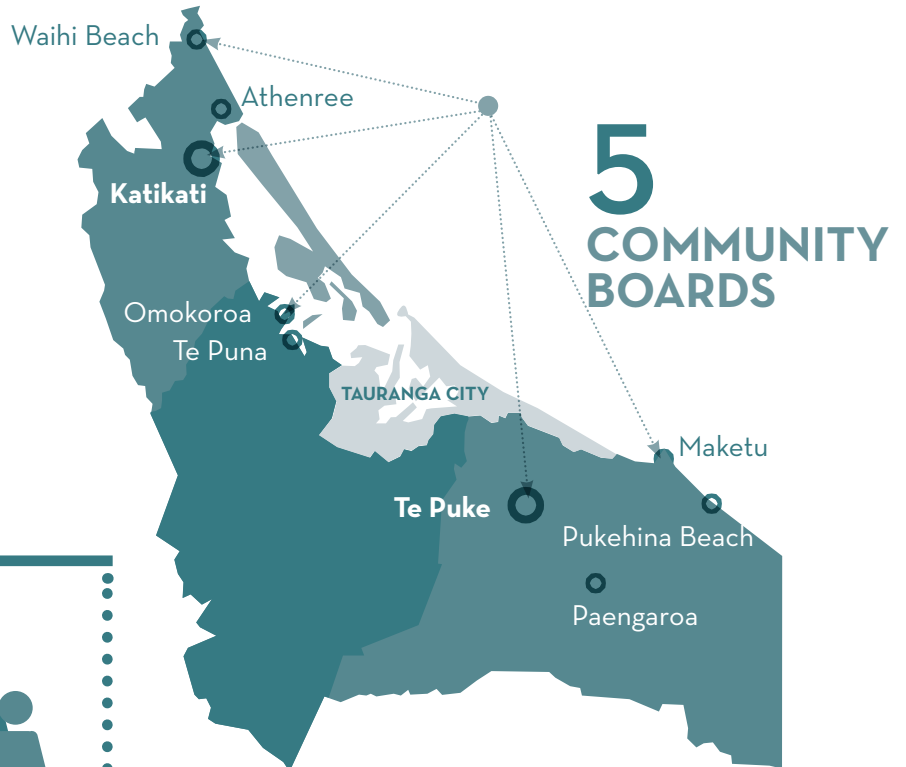 Waihi Beach
Athenree
5
COMMUNITY
BOARDS
Katikati
Omokoroa
Te Puna
TAURANGA CITY
Maketu
Te Puke
Pukehina Beach
Paengaroa